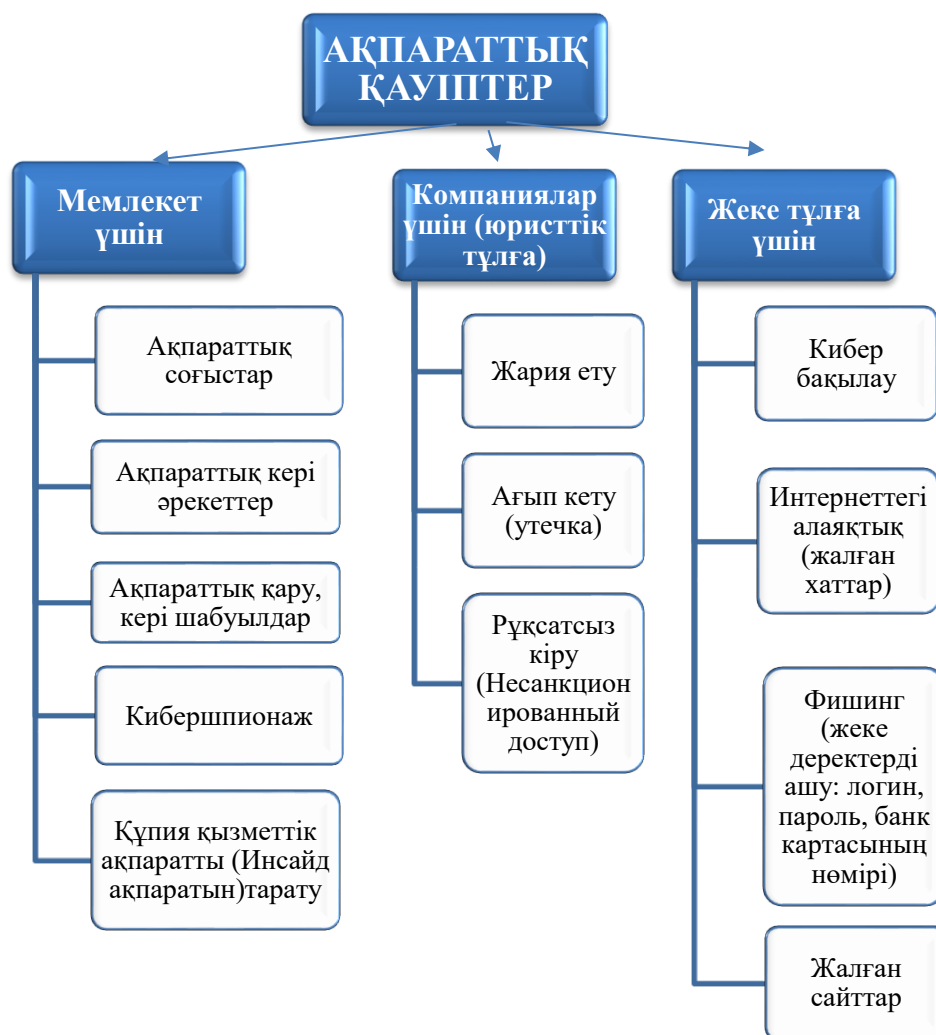 АҚПАРАТТЫҚ
ҚАУІПТЕР
Мемлекет
үшін
Ақпараттық
соғыстар
Ақпараттық кері
әрекеттер
Ақпараттық қару,
кері шабуылдар
Кибершпионаж
Құпия қызметтік
ақпаратты (Инсайд
ақпаратын)тарату
Компаниялар
үшін (юристтік
тұлға)
Жария ету
Ағып кету
(утечка)
Рұқсатсыз
кіру
(Несанкцион
ированный
доступ)
Жеке тұлға
үшін
Кибер
бақылау
Интернеттегі
алаяқтық
(жалған
хаттар)
Фишинг
(жеке
деректерді
ашу: логин,
пароль, банк
картасының
нөмірі)
Жалған
сайттар